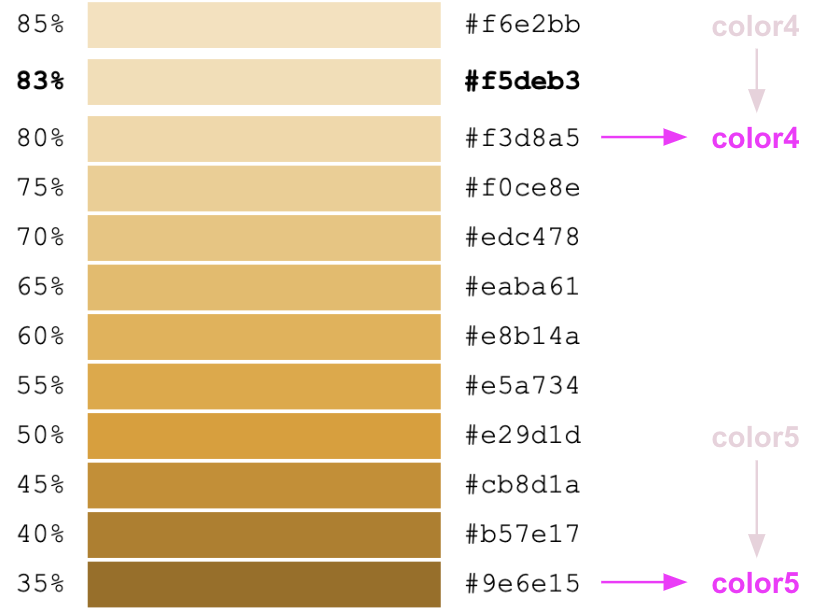 85% #f6e2bb color4
83% #f5deb3
80% #f3d8a5 color4
75% #f0ce8e
70% #edc478
65% #eaba61
60% #e8b14a
55% #e5a734
50% #e29d1d color5
45% #cb8d1a
40% #b57e17
35% #9e6e15 color5